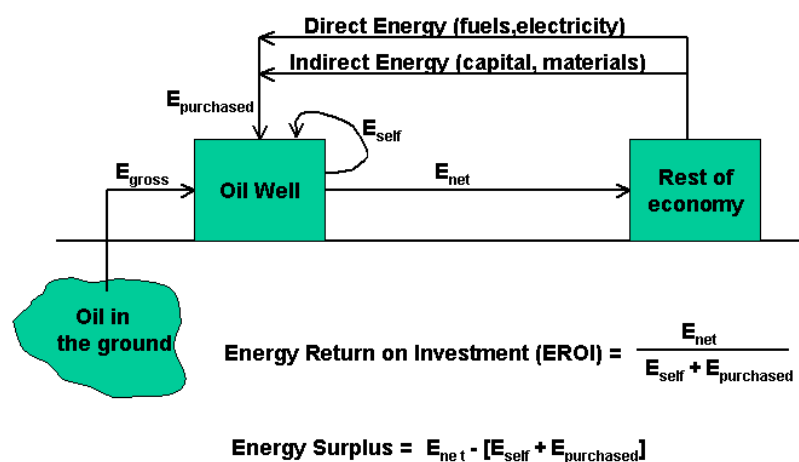 Direct Energy (fuels,electricity)
Indirect Energy (capital, materials)
Epurchased
Eself
Egross
Oil Well
Enet
Rest of
economy
Oil in
the ground
Energy Return on Investment (EROI) = Enet
Eself + Epurchased
Energy Surplus = Enet - [Eself + Epurchased]